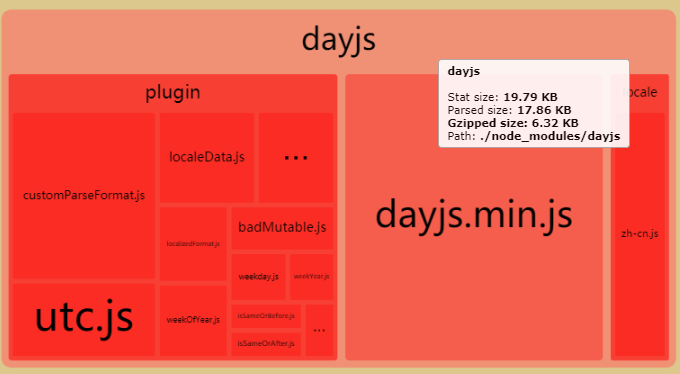 dayjs
dayjs
Stat size: 19.79 KB
Parsed size: 17.86 KB
Gzipped size: 6.32 KB
Path: ./node_modules/dayjs
plugin
customParseFormat.js
utc.js
localeData.js
...
localizedFormat.js
weekOfYear.js
badMutable.js
weekday.js
weekYear.js
isSameOrBefore.js
isSameOrAfter.js
...
dayjs.min.js
locale
zh-cn.js